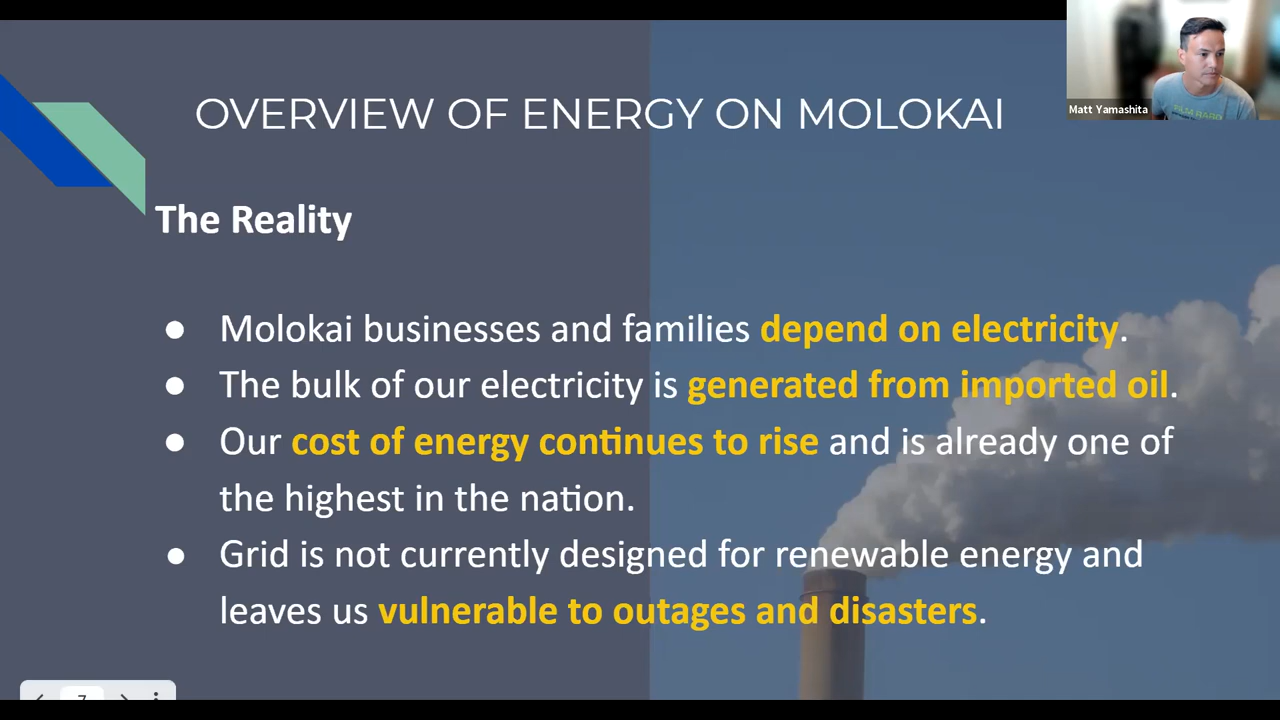 OVERVIEW OF ENERGY ON MOLOKAI
Matt Yamashita
The Reality
● Molokai businesses and families depend on electricity.
● The bulk of our electricity is generated from imported oil.
● Our cost of energy continues to rise and is already one of
the highest in the nation.
● Grid is not currently designed for renewable energy and
leaves us vulnerable to outages and disasters.
7